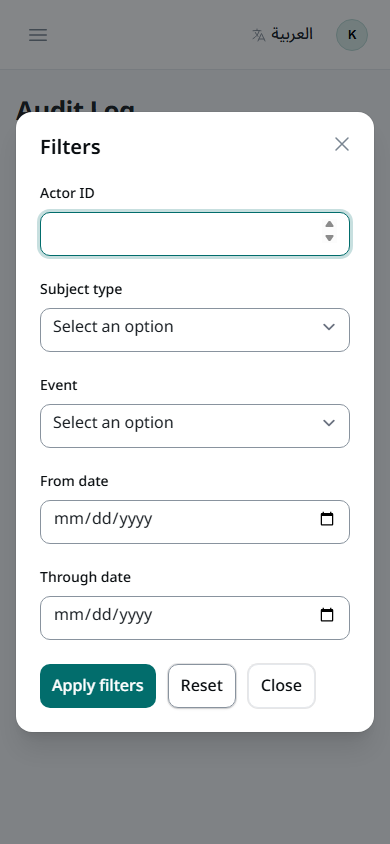 العربية
K
Audit Log
Filters
Actor ID
Subject type
Select an option
Event
Select an option
From date
mm/dd/yyyy
Through date
mm/dd/yyyy
Apply filters
Reset
Close